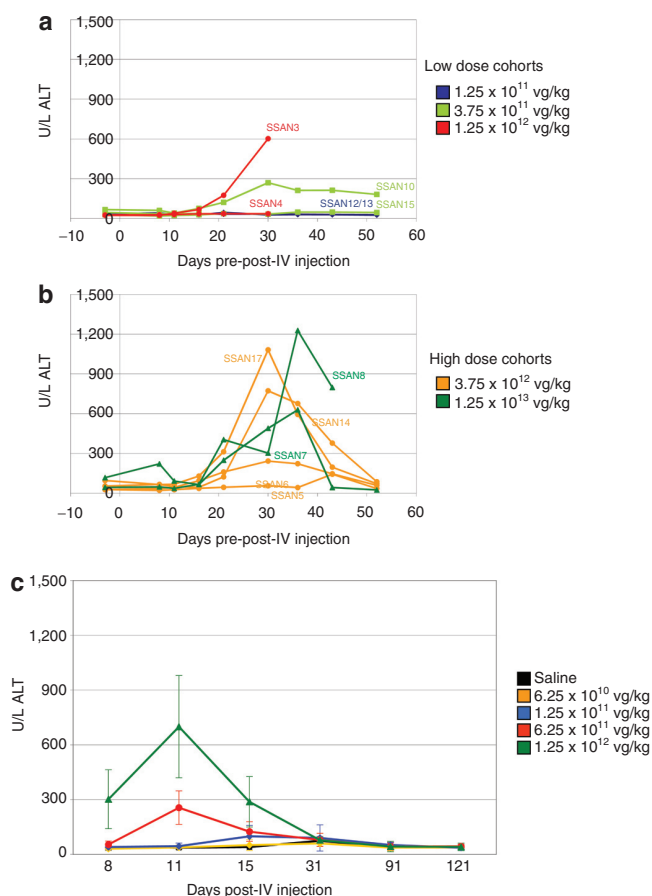 a
1,500
1,200
900
600
300
0
U/L ALT
−10 0 10 20 30 40 50 60
Days pre-post-IV injection
SSAN3
SSAN10
SSAN4
SSAN12/13
SSAN15
Low dose cohorts
1.25 x 10¹¹ vg/kg
3.75 x 10¹¹ vg/kg
1.25 x 10¹² vg/kg
b
1,500
1,200
900
600
300
0
U/L ALT
−10 0 10 20 30 40 50 60
Days pre-post-IV injection
SSAN17
SSAN8
SSAN14
SSAN7
SSAN6
SSAN5
High dose cohorts
3.75 x 10¹² vg/kg
1.25 x 10¹³ vg/kg
c
1,500
1,200
900
600
300
0
U/L ALT
8 11 15 31 91 121
Days post-IV injection
Saline
6.25 x 10¹⁰ vg/kg
1.25 x 10¹¹ vg/kg
6.25 x 10¹¹ vg/kg
1.25 x 10¹² vg/kg